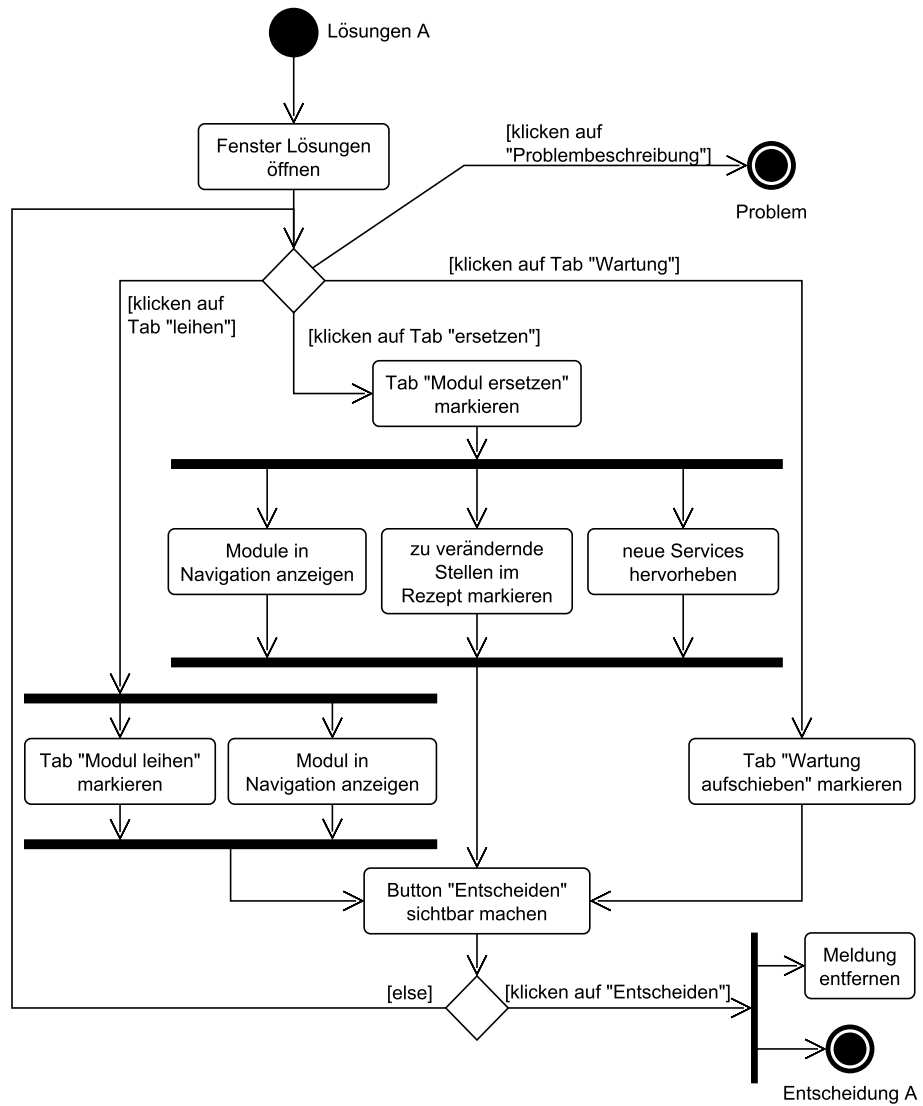 Lösungen A
Fenster Lösungen
öffnen
[klicken auf
"Problembeschreibung"]
Problem
[klicken auf Tab "Wartung"]
[klicken auf
Tab "leihen"]
[klicken auf Tab "ersetzen"]
Tab "Modul ersetzen"
markieren
Module in
Navigation anzeigen
zu verändernde
Stellen im
Rezept markieren
neue Services
hervorheben
Tab "Modul leihen"
markieren
Modul in
Navigation anzeigen
Tab "Wartung
aufschieben" markieren
Button "Entscheiden"
sichtbar machen
[else]
[klicken auf "Entscheiden"]
Meldung
entfernen
Entscheidung A